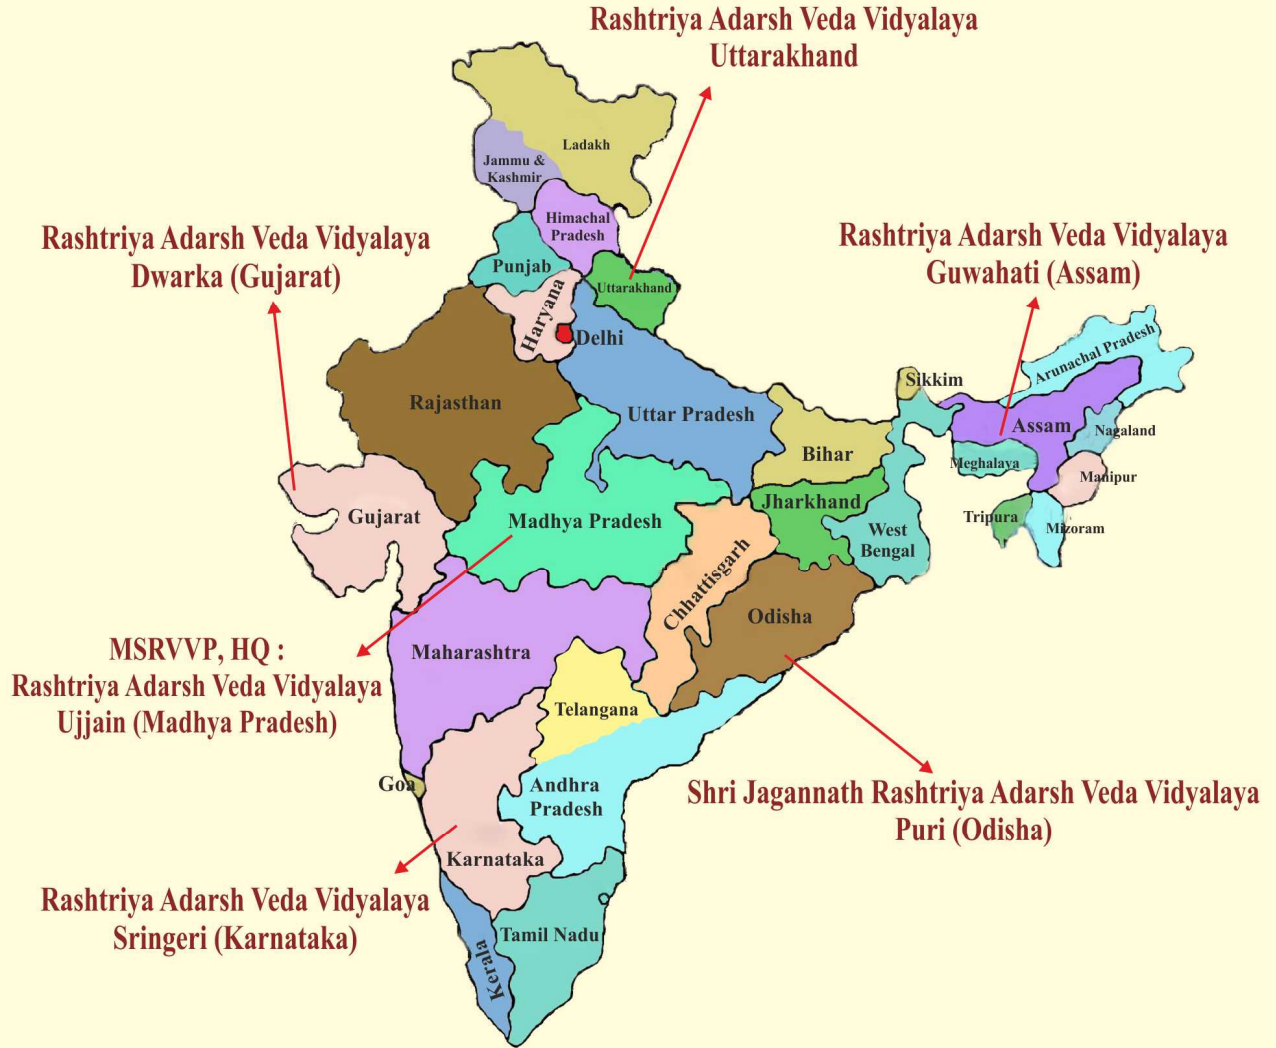 Rashtriya Adarsh Veda Vidyalaya
Uttarakhand
Ladakh
Jammu &
Kashmir
Himachal
Pradesh
Rashtriya Adarsh Veda Vidyalaya
Dwarka (Gujarat)
Rashtriya Adarsh Veda Vidyalaya
Guwahati (Assam)
Punjab
Uttarakhand
Haryana
Delhi
Arunachal Pradesh
Sikkim
Rajasthan
Uttar Pradesh
Assam
Nagaland
Bihar
Meghalaya
Manipur
Jharkhand
Gujarat
Madhya Pradesh
Tripura
Mizoram
West
Bengal
Chhattisgarh
Odisha
MSRVVP, HQ :
Rashtriya Adarsh Veda Vidyalaya
Ujjain (Madhya Pradesh)
Maharashtra
Telangana
Goa
Andhra
Pradesh
Shri Jagannath Rashtriya Adarsh Veda Vidyalaya
Puri (Odisha)
Karnataka
Rashtriya Adarsh Veda Vidyalaya
Sringeri (Karnataka)
Tamil Nadu
Kerala